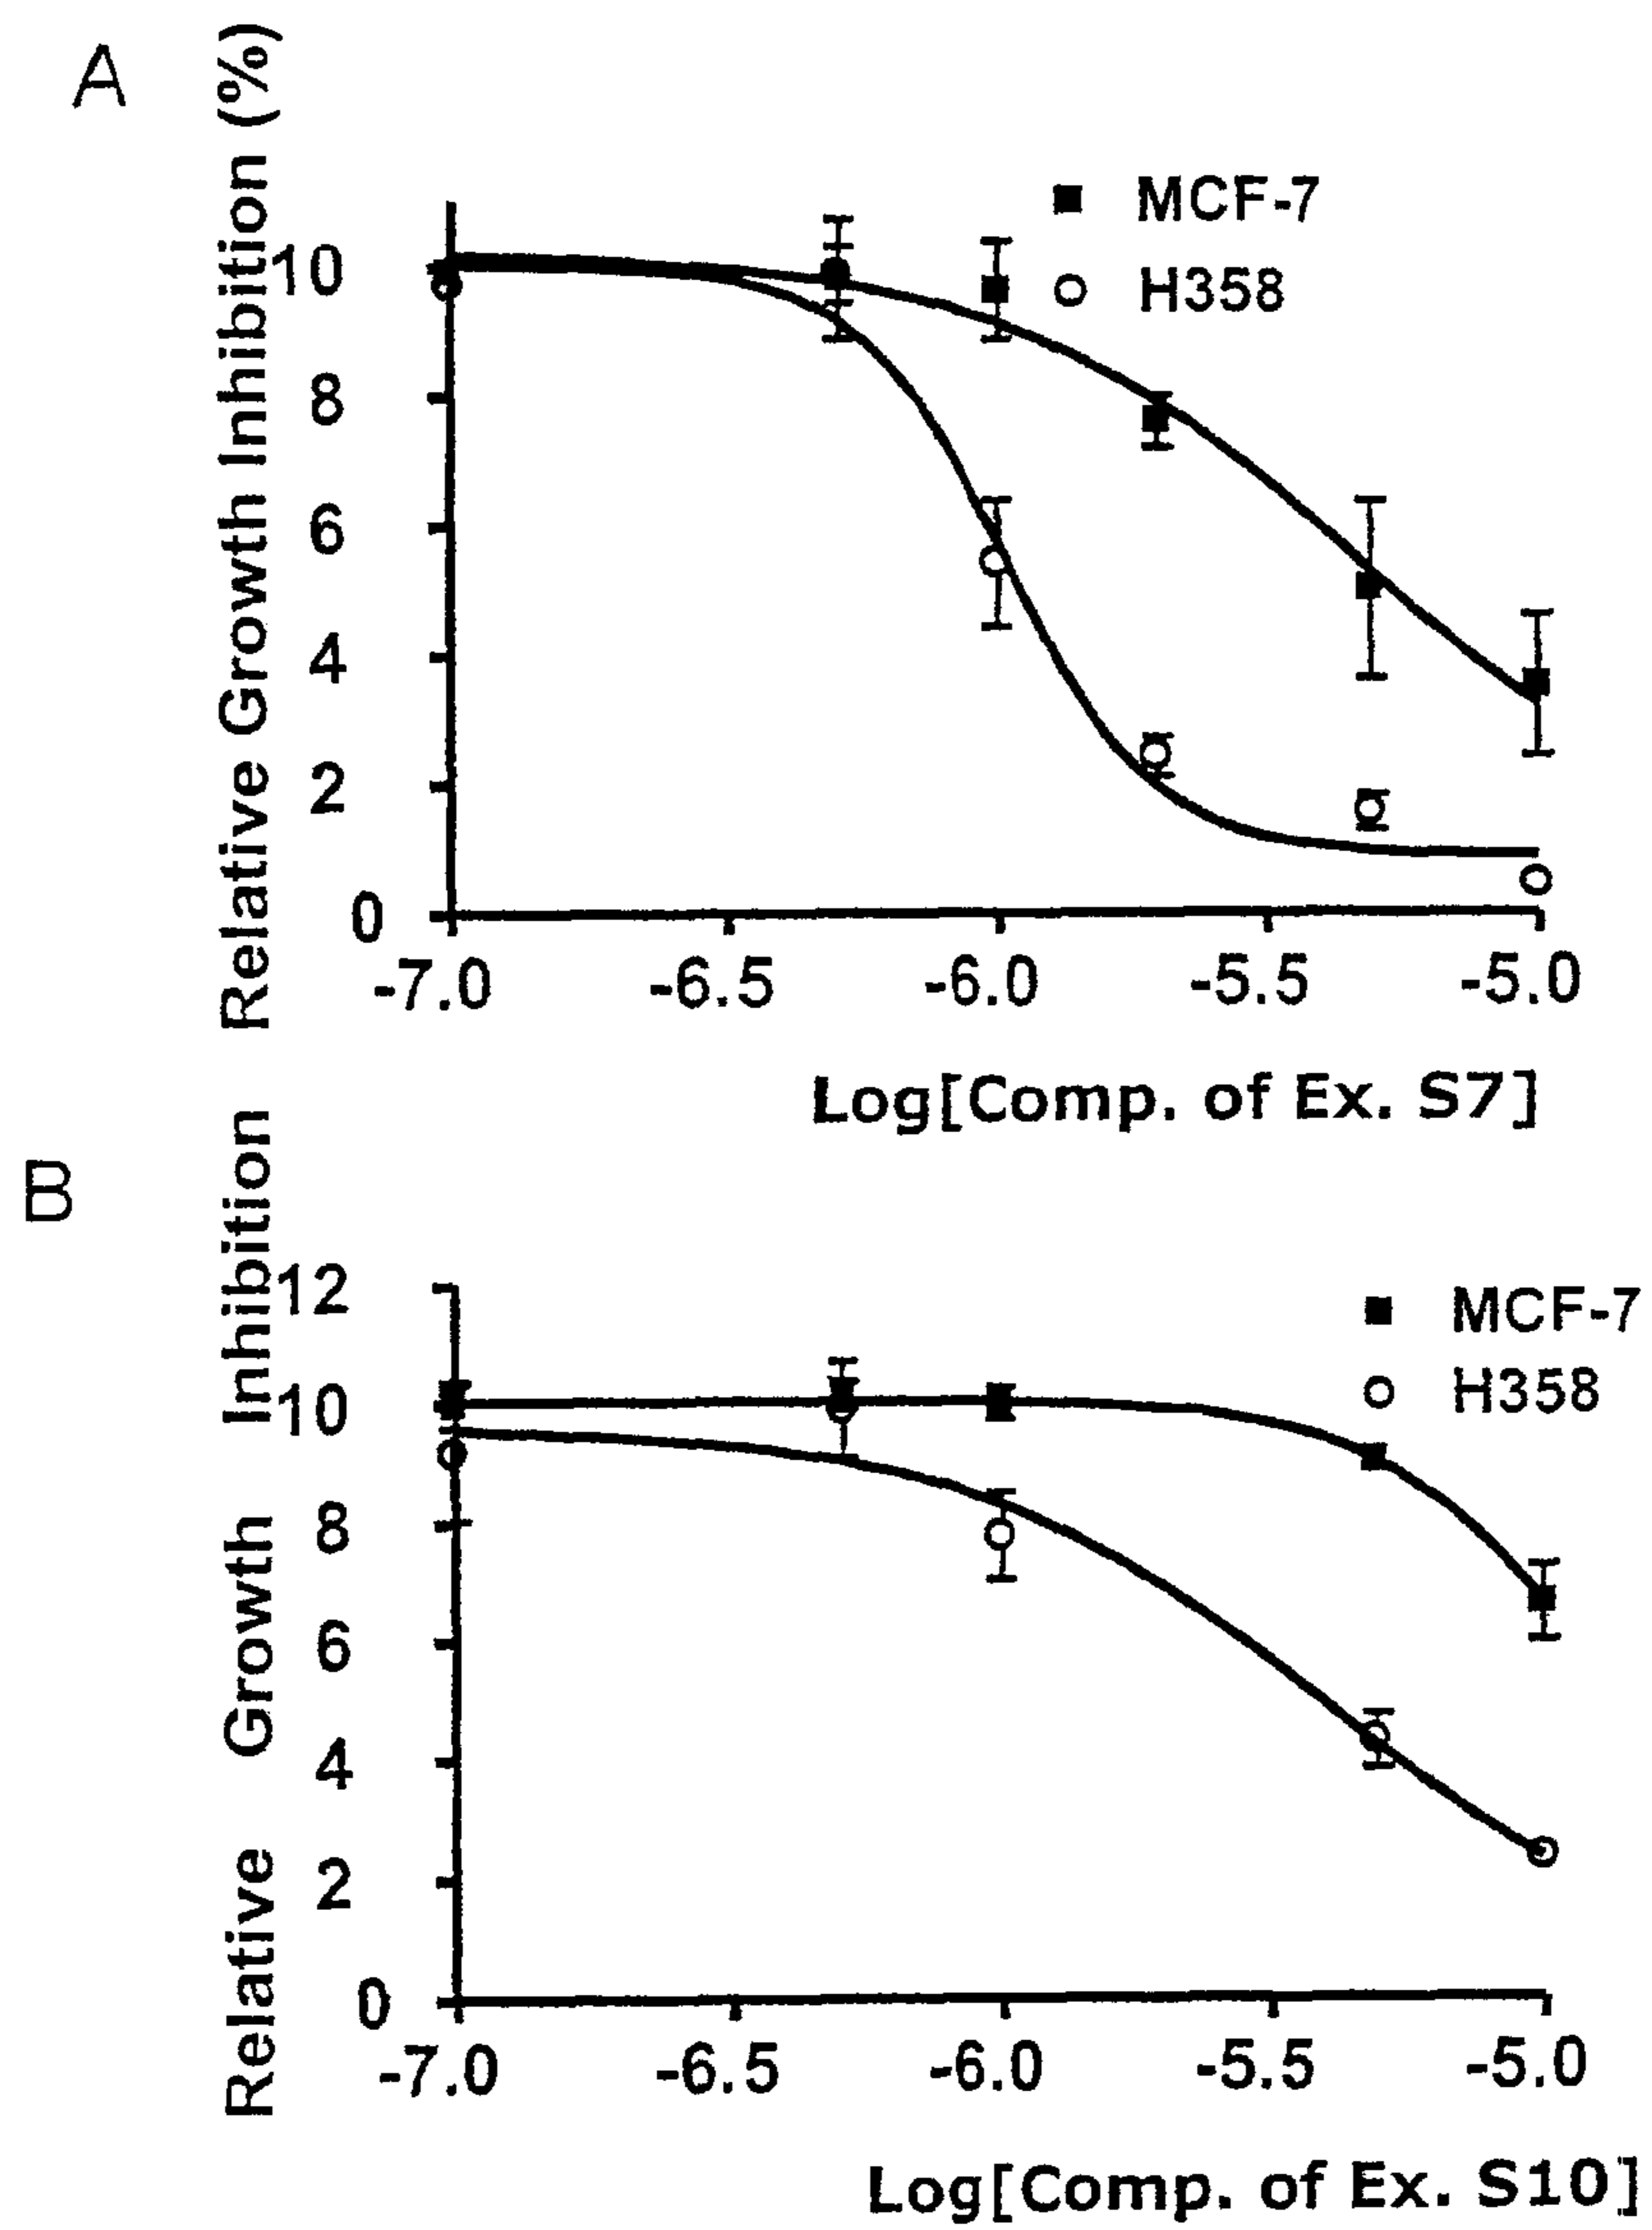 A
Relative Growth Inhibition (%)
MCF-7
H358
10
8
6
4
2
0
-7.0 -6.5 -6.0 -5.5 -5.0
Log[Comp. of Ex. S7]
B
Relative Growth Inhibition
MCF-7
H358
12
10
8
6
4
2
0
-7.0 -6.5 -6.0 -5.5 -5.0
Log[Comp. of Ex. S10]